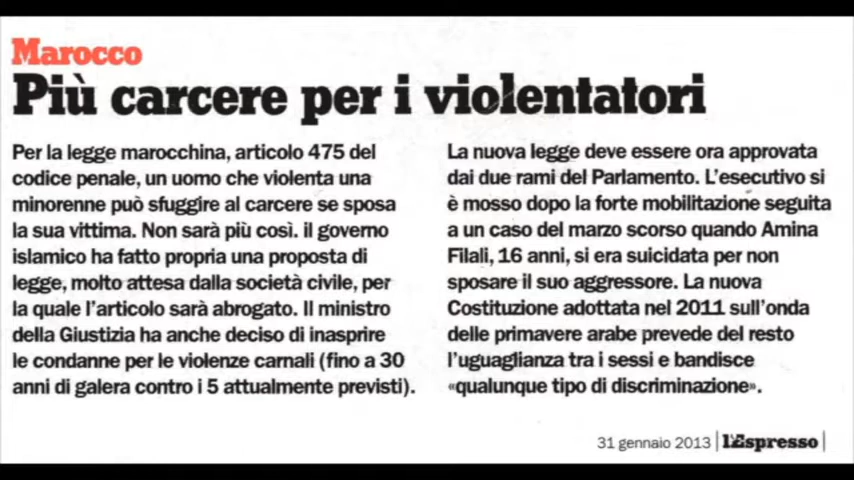 Marocco
Più carcere per i violentatori
Per la legge marocchina, articolo 475 del
codice penale, un uomo che violenta una
minorenne può sfuggire al carcere se sposa
la sua vittima. Non sarà più così. il governo
islamico ha fatto propria una proposta di
legge, molto attesa dalla società civile, per
la quale l'articolo sarà abrogato. Il ministro
della Giustizia ha anche deciso di inasprire
le condanne per le violenze carnali (fino a 30
anni di galera contro i 5 attualmente previsti).
La nuova legge deve essere ora approvata
dai due rami del Parlamento. L'esecutivo si
è mosso dopo la forte mobilitazione seguita
a un caso del marzo scorso quando Amina
Filali, 16 anni, si era suicidata per non
sposare il suo aggressore. La nuova
Costituzione adottata nel 2011 sull'onda
delle primavere arabe prevede del resto
l'uguaglianza tra i sessi e bandisce
«qualunque tipo di discriminazione».
31 gennaio 2013 | l'Espresso |